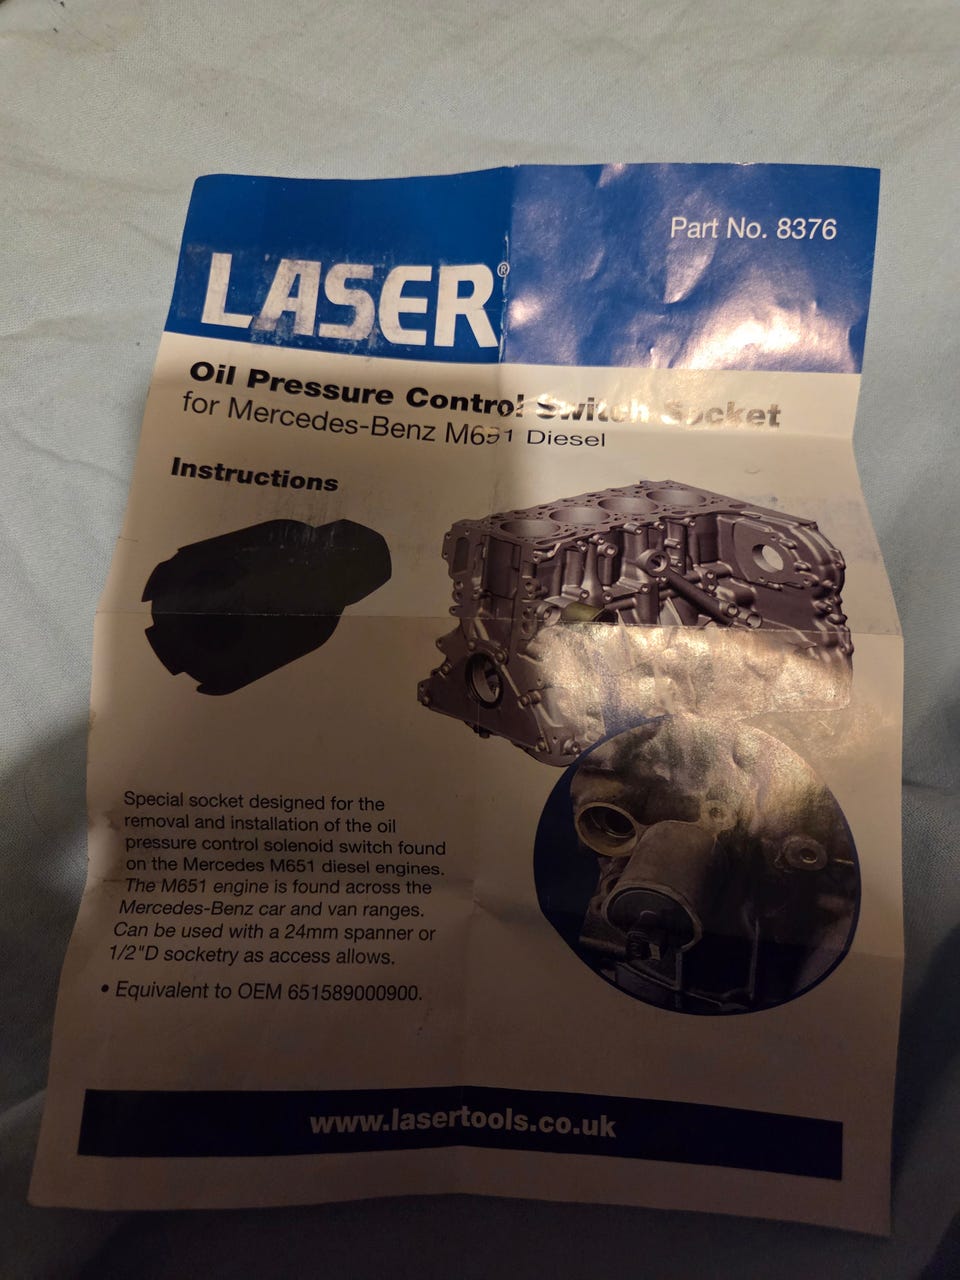 Part No. 8376
LASER®
Oil Pressure Control Switch Socket
for Mercedes-Benz M651 Diesel
Instructions
Special socket designed for the
removal and installation of the oil
pressure control solenoid switch found
on the Mercedes M651 diesel engines.
The M651 engine is found across the
Mercedes-Benz car and van ranges.
Can be used with a 24mm spanner or
1/2"D socketry as access allows.
• Equivalent to OEM 651589000900.
www.lasertools.co.uk